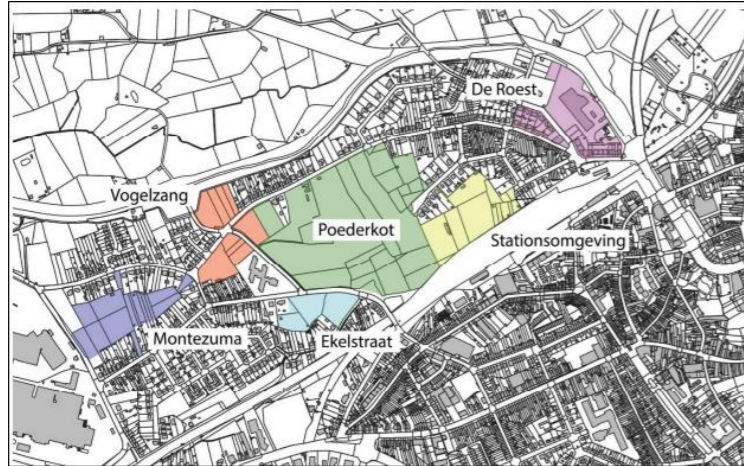 De Roest
Vogelzang
Poederkot
Stationsomgeving
Montezuma
Ekelstraat